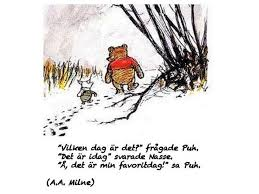 "Vilken dag är det?" frågade Puh.
"Det är idag" svarade Nasse.
"Å, det är min favoritdag!" sa Puh.
(A.A. Milne)